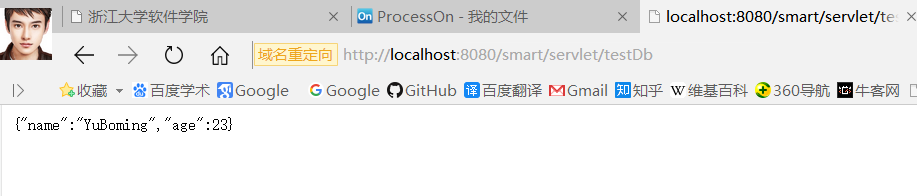 浙江大学软件学院 ProcessOn - 我的文件 localhost:8080/smart/servlet/tes
域名重定向 http://localhost:8080/smart/servlet/testDb
收藏 百度学术 Google Google GitHub 译 百度翻译 Gmail 知 知乎 W 维基百科 360导航 牛客网
{"name":"YuBoming","age":23}